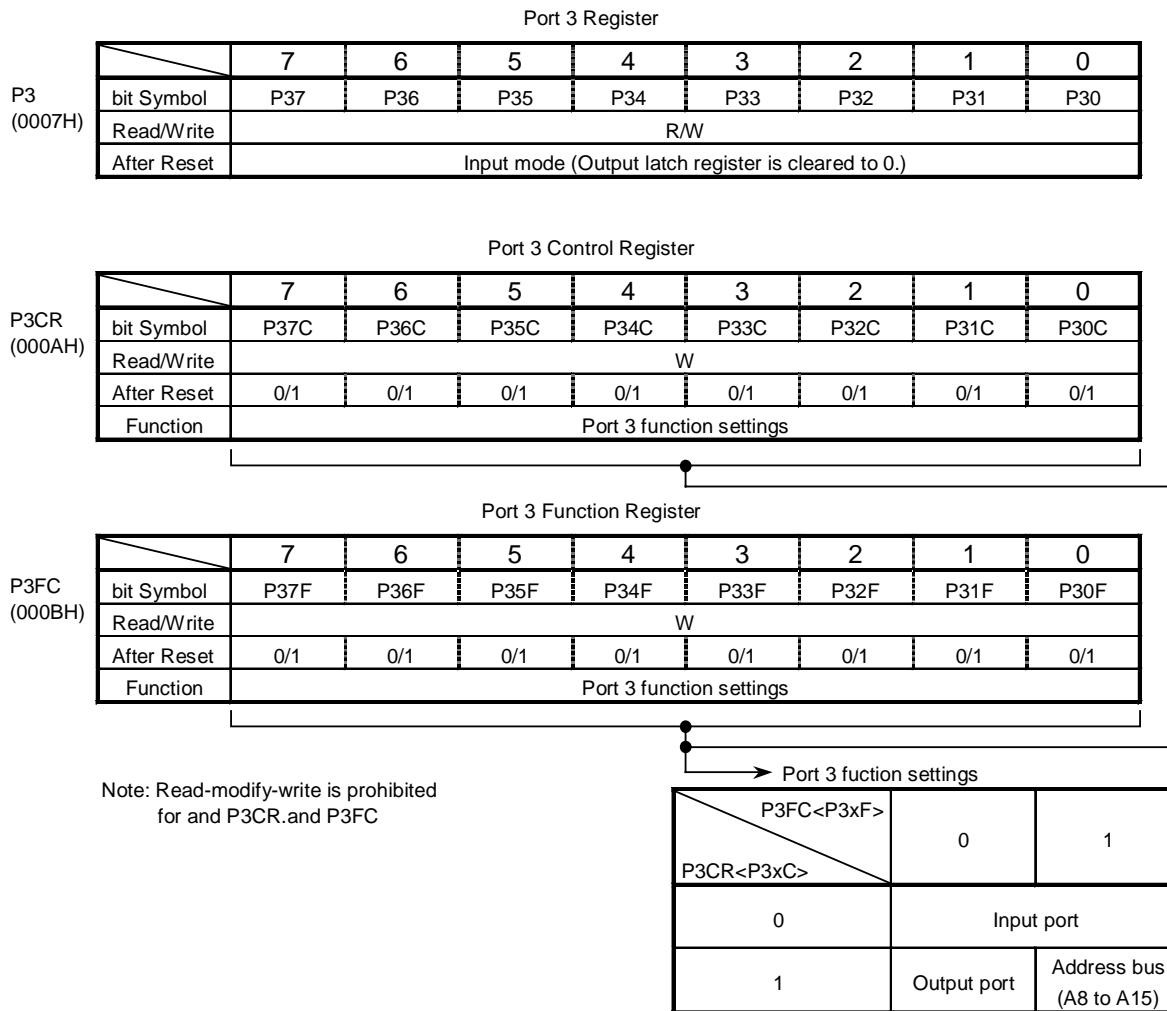 Port 3 Register
7 6 5 4 3 2 1 0
P3
(0007H)
bit Symbol P37 P36 P35 P34 P33 P32 P31 P30
Read/Write R/W
After Reset Input mode (Output latch register is cleared to 0.)
Port 3 Control Register
7 6 5 4 3 2 1 0
P3CR
(000AH)
bit Symbol P37C P36C P35C P34C P33C P32C P31C P30C
Read/Write W
After Reset 0/1 0/1 0/1 0/1 0/1 0/1 0/1 0/1
Function Port 3 function settings
Port 3 Function Register
7 6 5 4 3 2 1 0
P3FC
(000BH)
bit Symbol P37F P36F P35F P34F P33F P32F P31F P30F
Read/Write W
After Reset 0/1 0/1 0/1 0/1 0/1 0/1 0/1 0/1
Function Port 3 function settings
Note: Read-modify-write is prohibited
for and P3CR.and P3FC
Port 3 fuction settings
P3FC<P3xF> 0 1
P3CR<P3xC>
0 Input port
1 Output port Address bus
(A8 to A15)